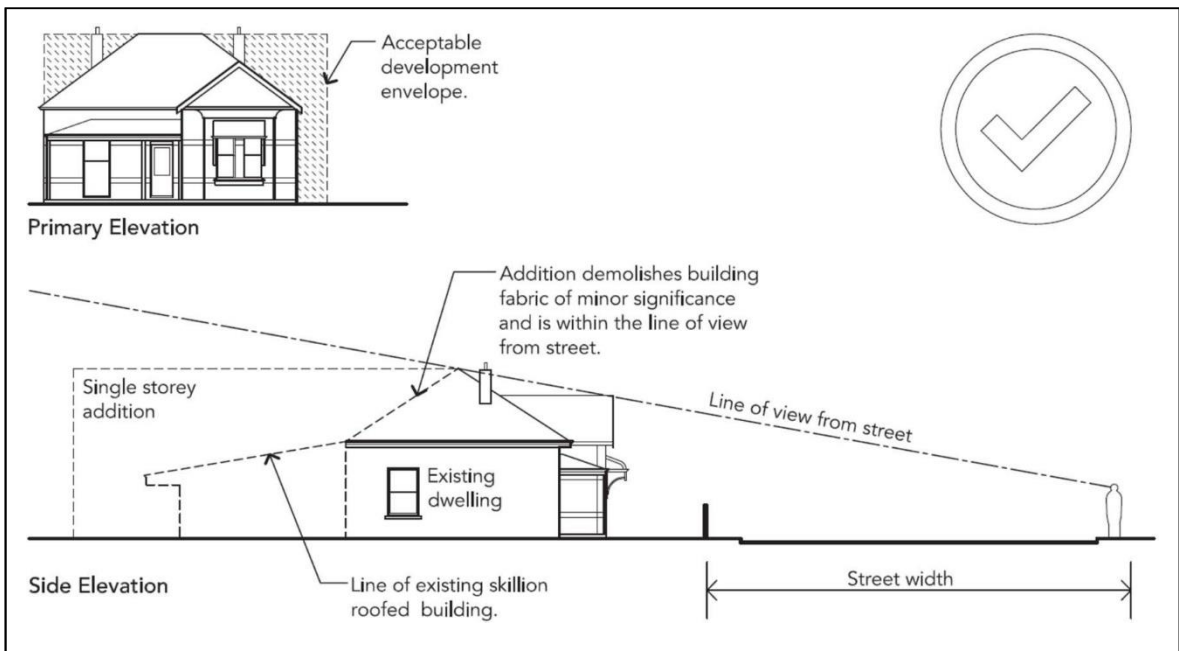 Acceptable
development
envelope.
Primary Elevation
Addition demolishes building
fabric of minor significance
and is within the line of view
from street.
Single storey
addition
Line of view from street
Existing
dwelling
Side Elevation
Line of existing skillion
roofed building.
Street width